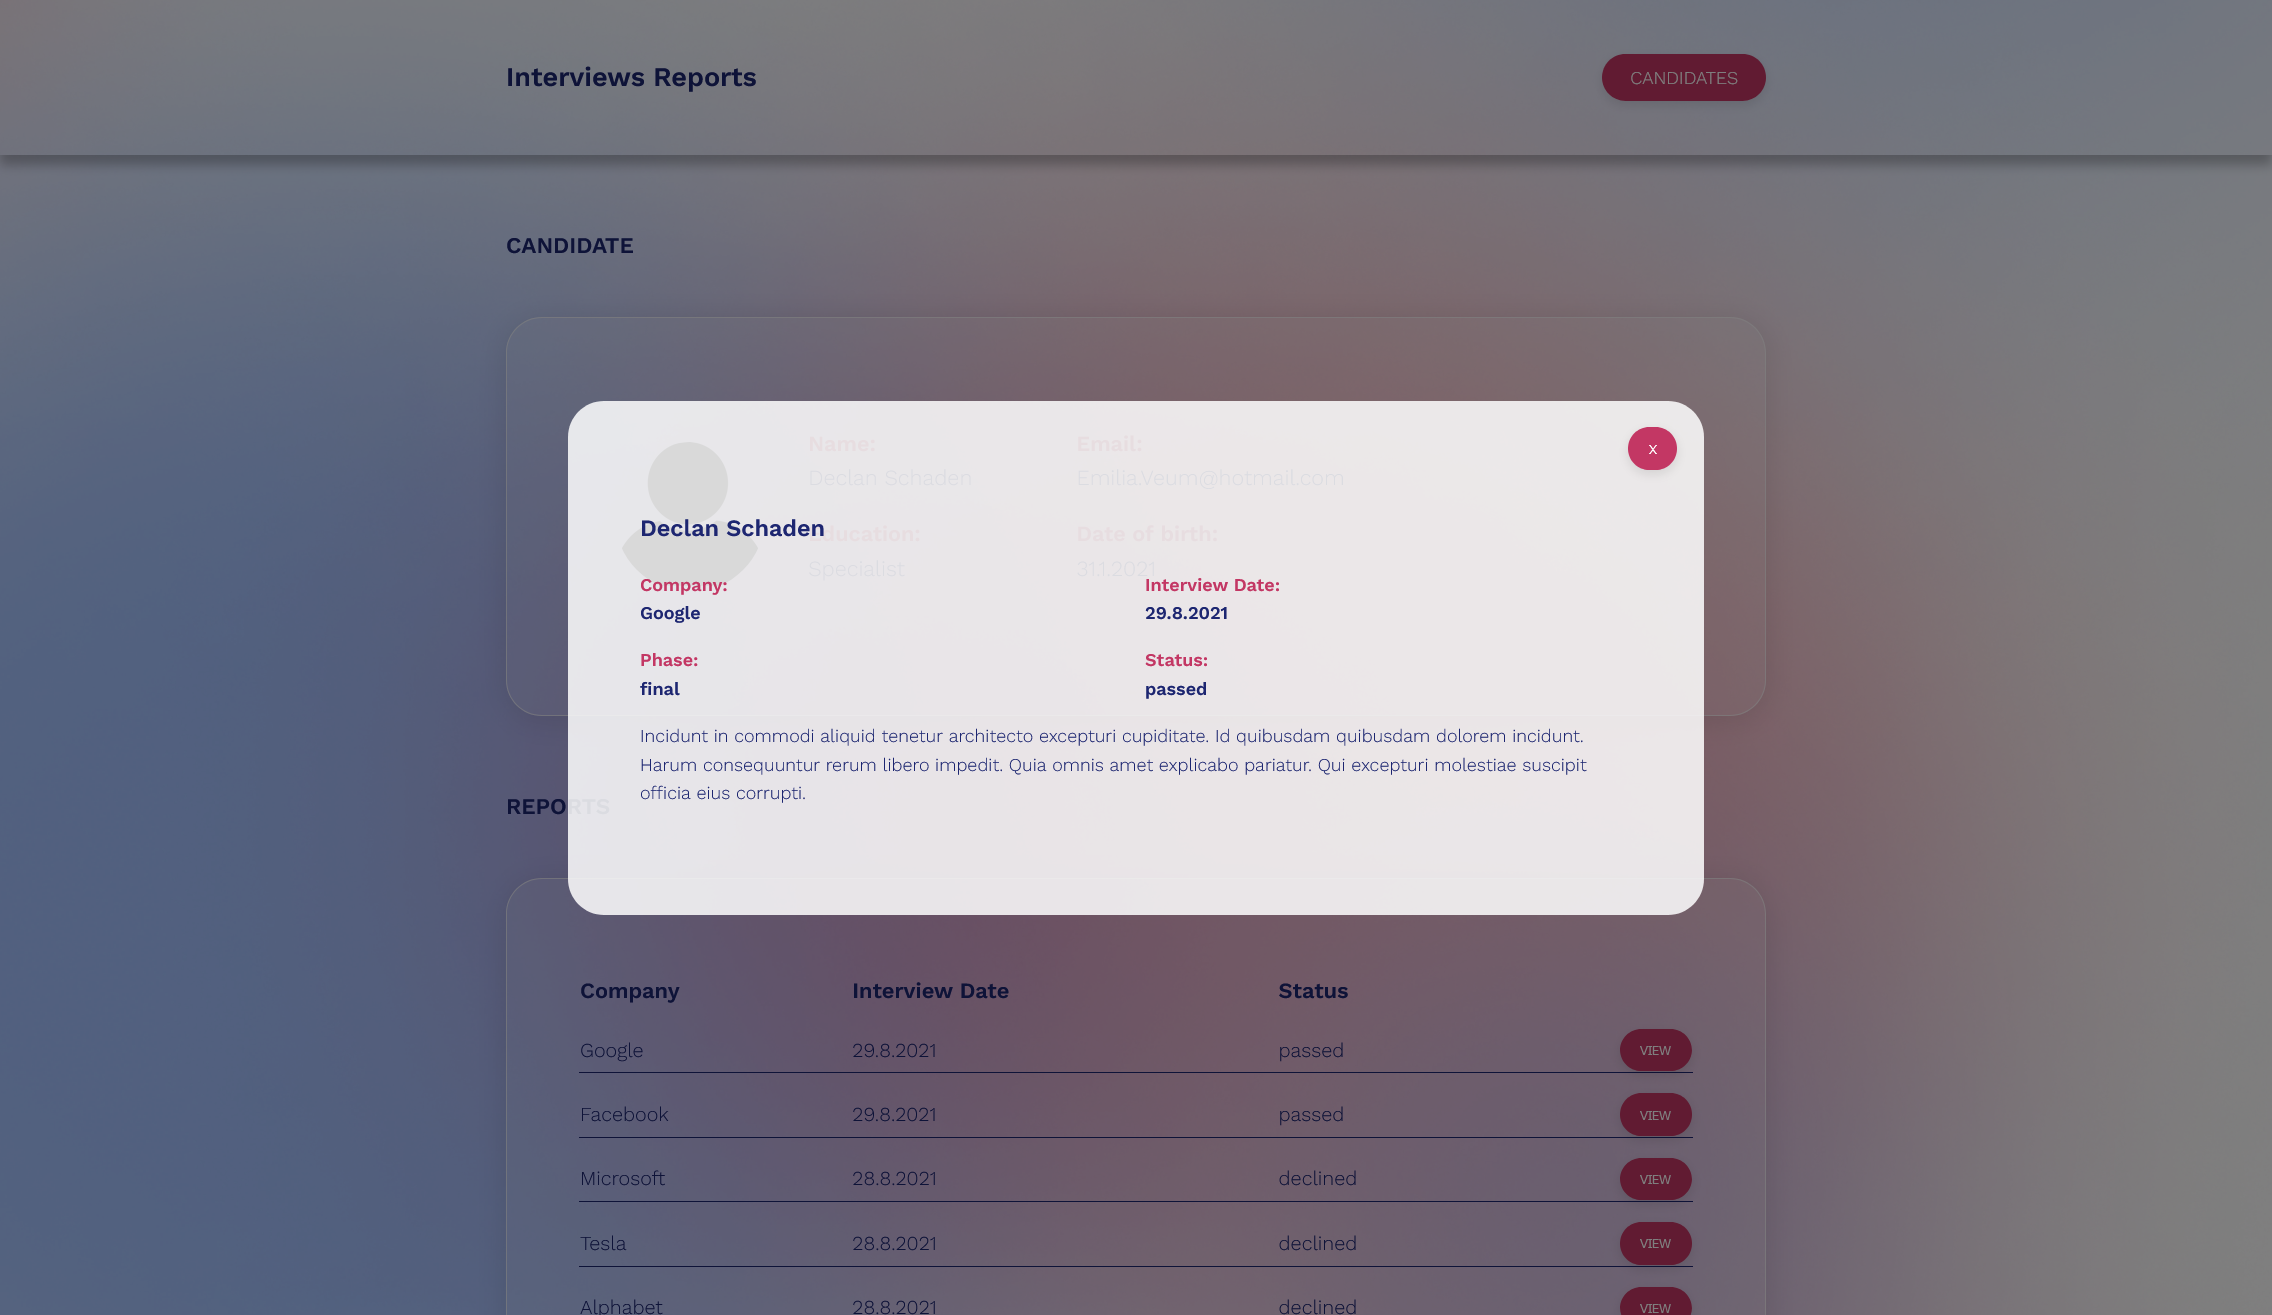 Interviews Reports
CANDIDATES
CANDIDATE
Name:
Email:
X
Declan Schaden
Emilia.Veum@hotmail.com
Declan Schaden
Education:
Date of birth:
Specialist
31.1.2021
Company:
Interview Date:
Google
29.8.2021
Phase:
Status:
final
passed
Incidunt in commodi aliquid tenetur architecto excepturi cupiditate. Id quibusdam quibusdam dolorem incidunt.
Harum consequuntur rerum libero impedit. Quia omnis amet explicabo pariatur. Qui excepturi molestiae suscipit
officia eius corrupti.
REPORTS
Company Interview Date Status
Google 29.8.2021 passed VIEW
Facebook 29.8.2021 passed VIEW
Microsoft 28.8.2021 declined VIEW
Tesla 28.8.2021 declined VIEW
Alphabet 28.8.2021 declined VIEW